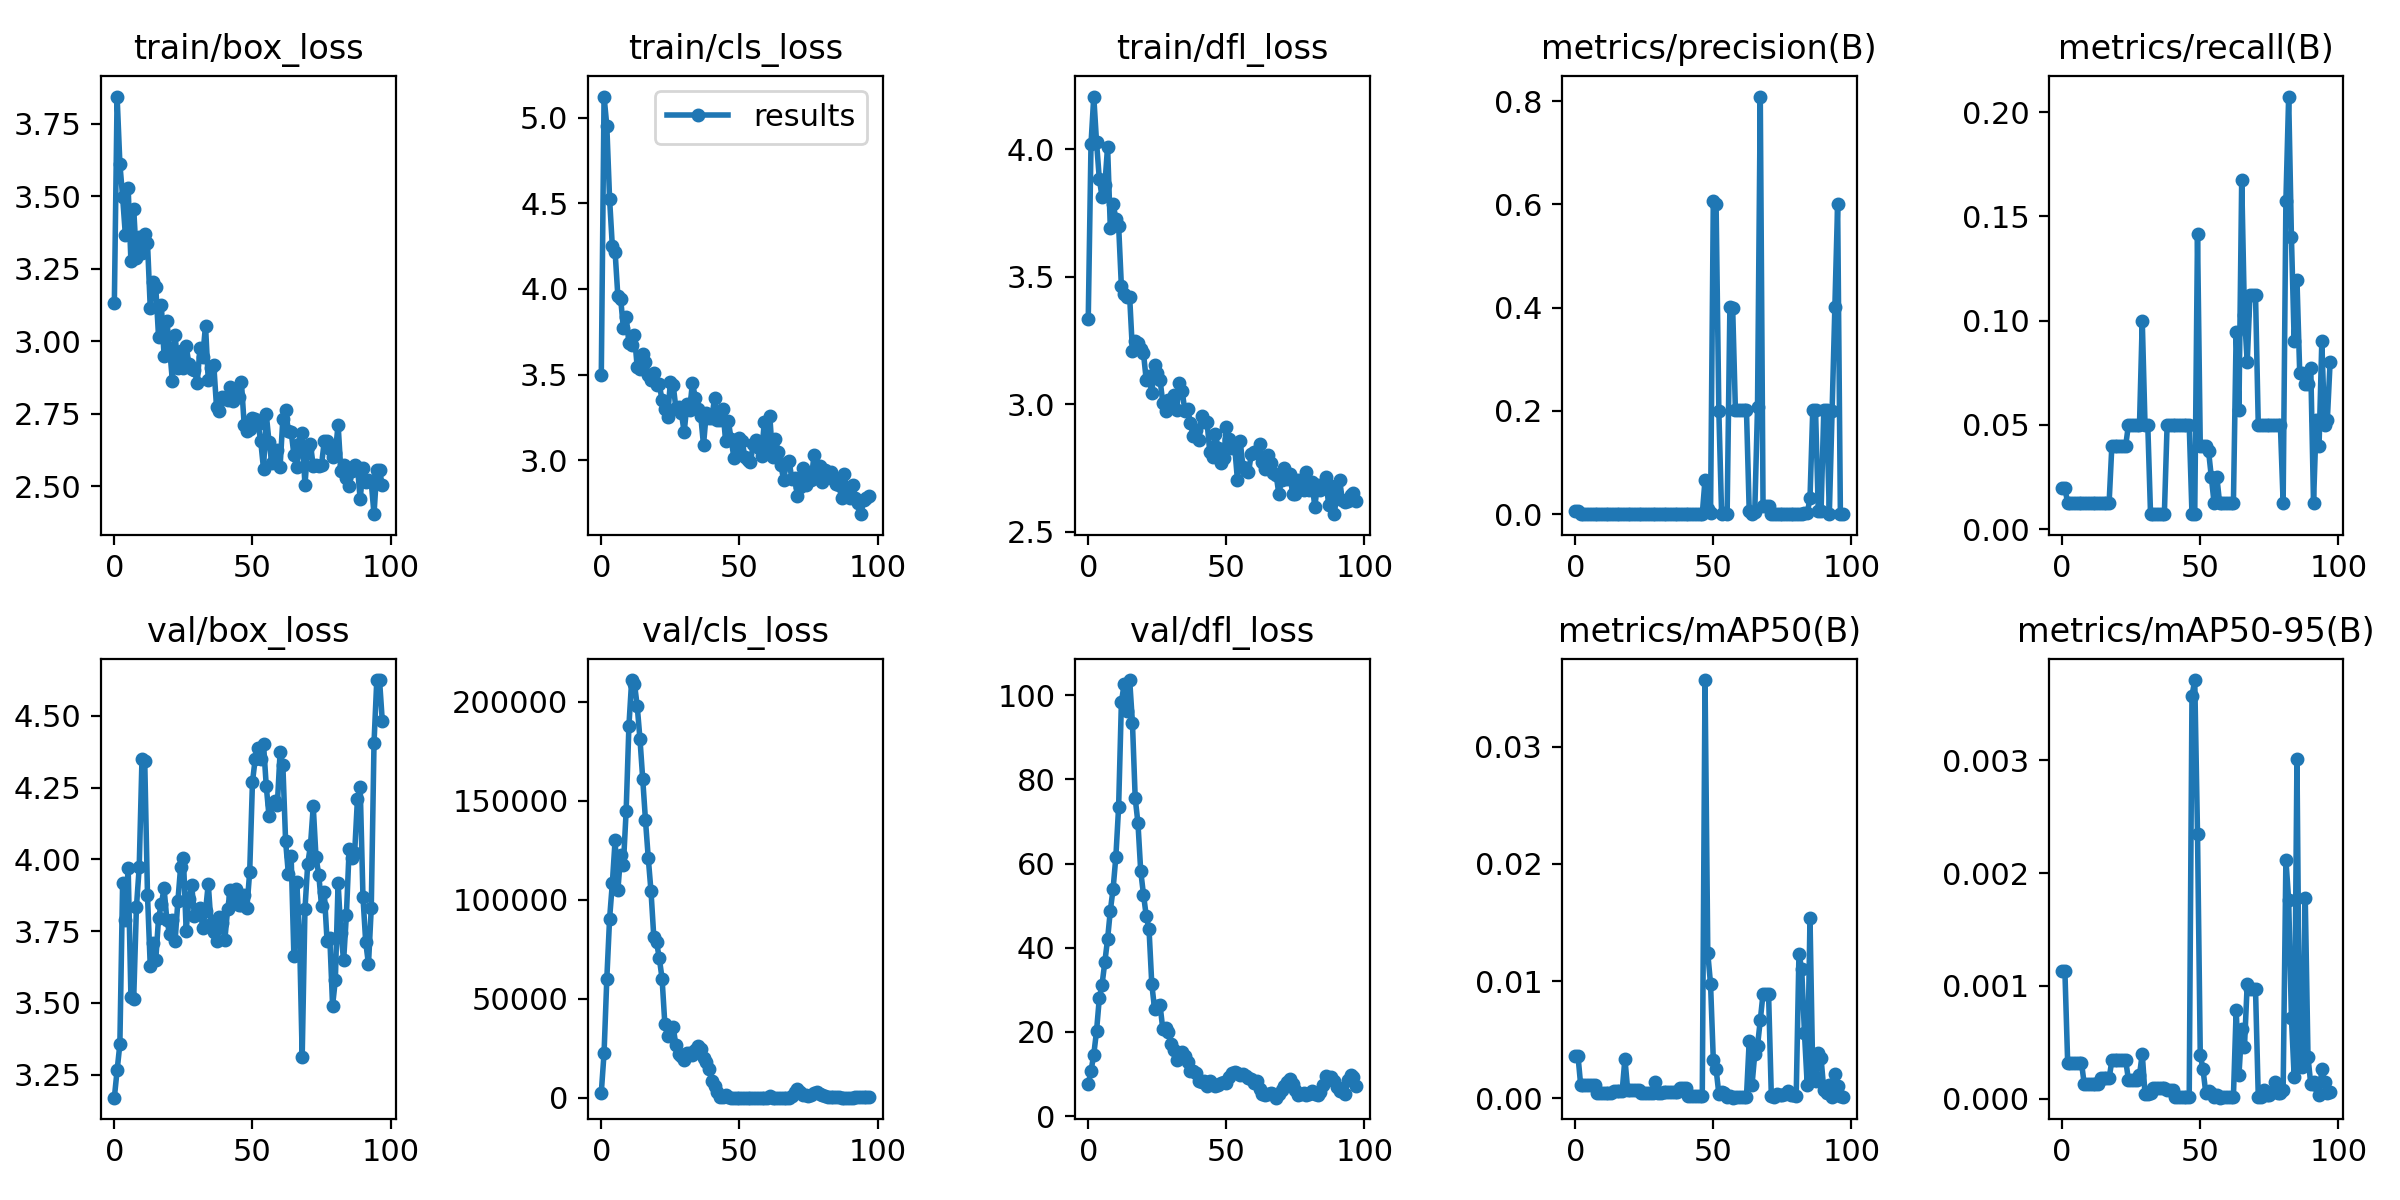 train/box_loss
3.75
3.50
3.25
3.00
2.75
2.50
0 50 100
train/cls_loss
results
5.0
4.5
4.0
3.5
3.0
0 50 100
train/dfl_loss
4.0
3.5
3.0
2.5
0 50 100
metrics/precision(B)
0.8
0.6
0.4
0.2
0.0
0 50 100
metrics/recall(B)
0.20
0.15
0.10
0.05
0.00
0 50 100
val/box_loss
4.50
4.25
4.00
3.75
3.50
3.25
0 50 100
val/cls_loss
200000
150000
100000
50000
0
0 50 100
val/dfl_loss
100
80
60
40
20
0
0 50 100
metrics/mAP50(B)
0.03
0.02
0.01
0.00
0 50 100
metrics/mAP50-95(B)
0.003
0.002
0.001
0.000
0 50 100